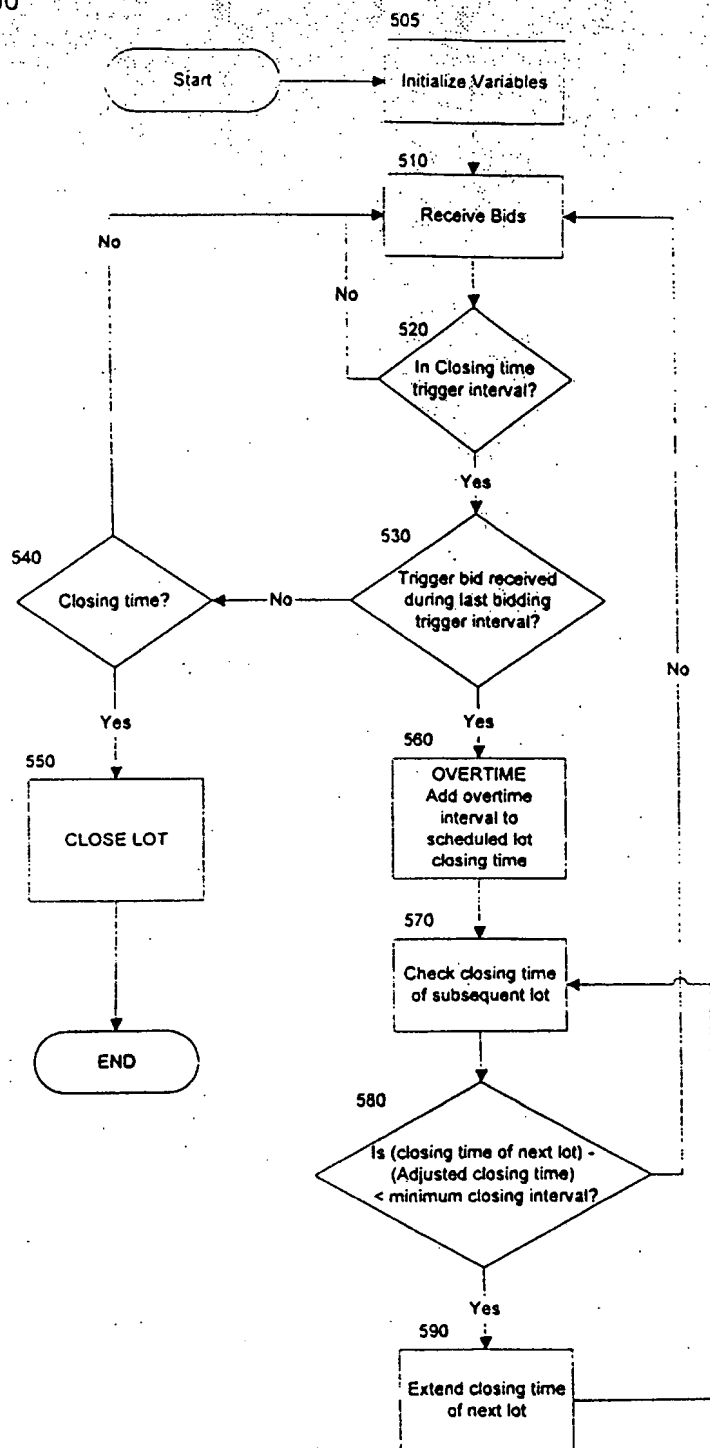 505
Start
Initialize Variables
510
Receive Bids
No
No
520
In Closing time
trigger interval?
Yes
530
Trigger bid received
during last bidding
trigger interval?
540
Closing time?
No
No
Yes
Yes
550
CLOSE LOT
560
OVERTIME
Add overtime
interval to
scheduled lot
closing time
570
Check closing time
of subsequent lot
END
580
Is (closing time of next lot) -
(Adjusted closing time)
< minimum closing interval?
Yes
590
Extend closing time
of next lot